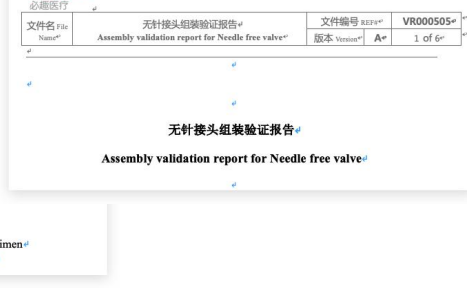 必趣医疗
文件名 File Name
无针接头组装验证报告
Assembly validation report for Needle free valve
文件编号 REF# VR000505
版本 Version A 1 of 6
无针接头组装验证报告
Assembly validation report for Needle free valve
imen